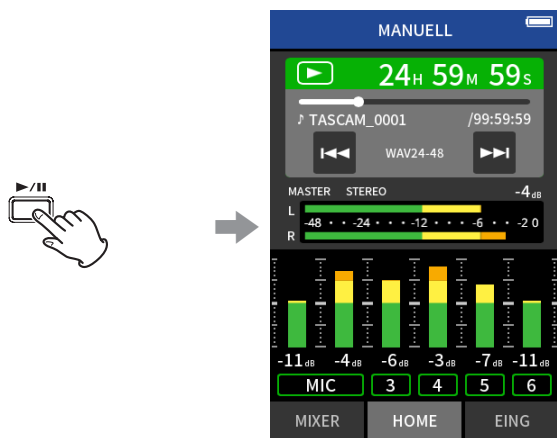 ►/II
MANUELL
24H 59M 59S
♪ TASCAM_0001 /99:59:59
WAV24-48
MASTER STEREO -4dB
L
-48 · · -24 · · · · -12 · · · · -6 · · -2 0
R
-11dB -4dB -6dB -3dB -7dB -11dB
MIC 3 4 5 6
MIXER HOME EING